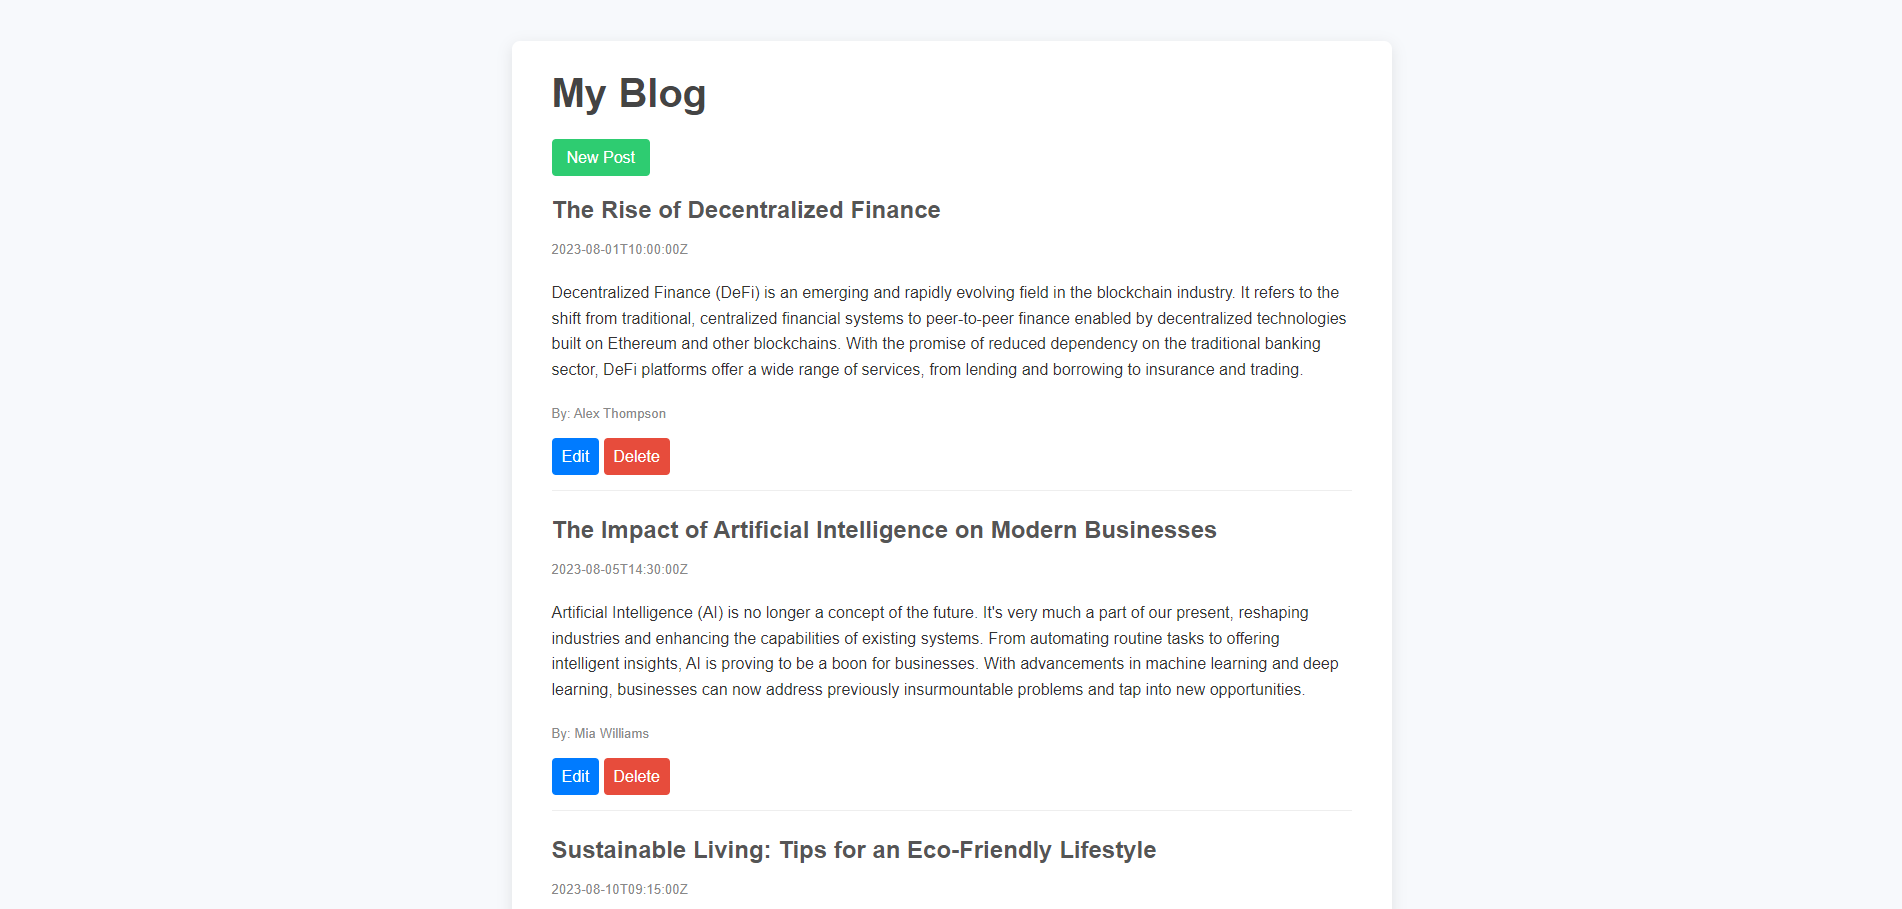 My Blog
New Post
The Rise of Decentralized Finance
2023-08-01T10:00:00Z
Decentralized Finance (DeFi) is an emerging and rapidly evolving field in the blockchain industry. It refers to the
shift from traditional, centralized financial systems to peer-to-peer finance enabled by decentralized technologies
built on Ethereum and other blockchains. With the promise of reduced dependency on the traditional banking
sector, DeFi platforms offer a wide range of services, from lending and borrowing to insurance and trading.
By: Alex Thompson
Edit Delete
The Impact of Artificial Intelligence on Modern Businesses
2023-08-05T14:30:00Z
Artificial Intelligence (AI) is no longer a concept of the future. It's very much a part of our present, reshaping
industries and enhancing the capabilities of existing systems. From automating routine tasks to offering
intelligent insights, AI is proving to be a boon for businesses. With advancements in machine learning and deep
learning, businesses can now address previously insurmountable problems and tap into new opportunities.
By: Mia Williams
Edit Delete
Sustainable Living: Tips for an Eco-Friendly Lifestyle
2023-08-10T09:15:00Z